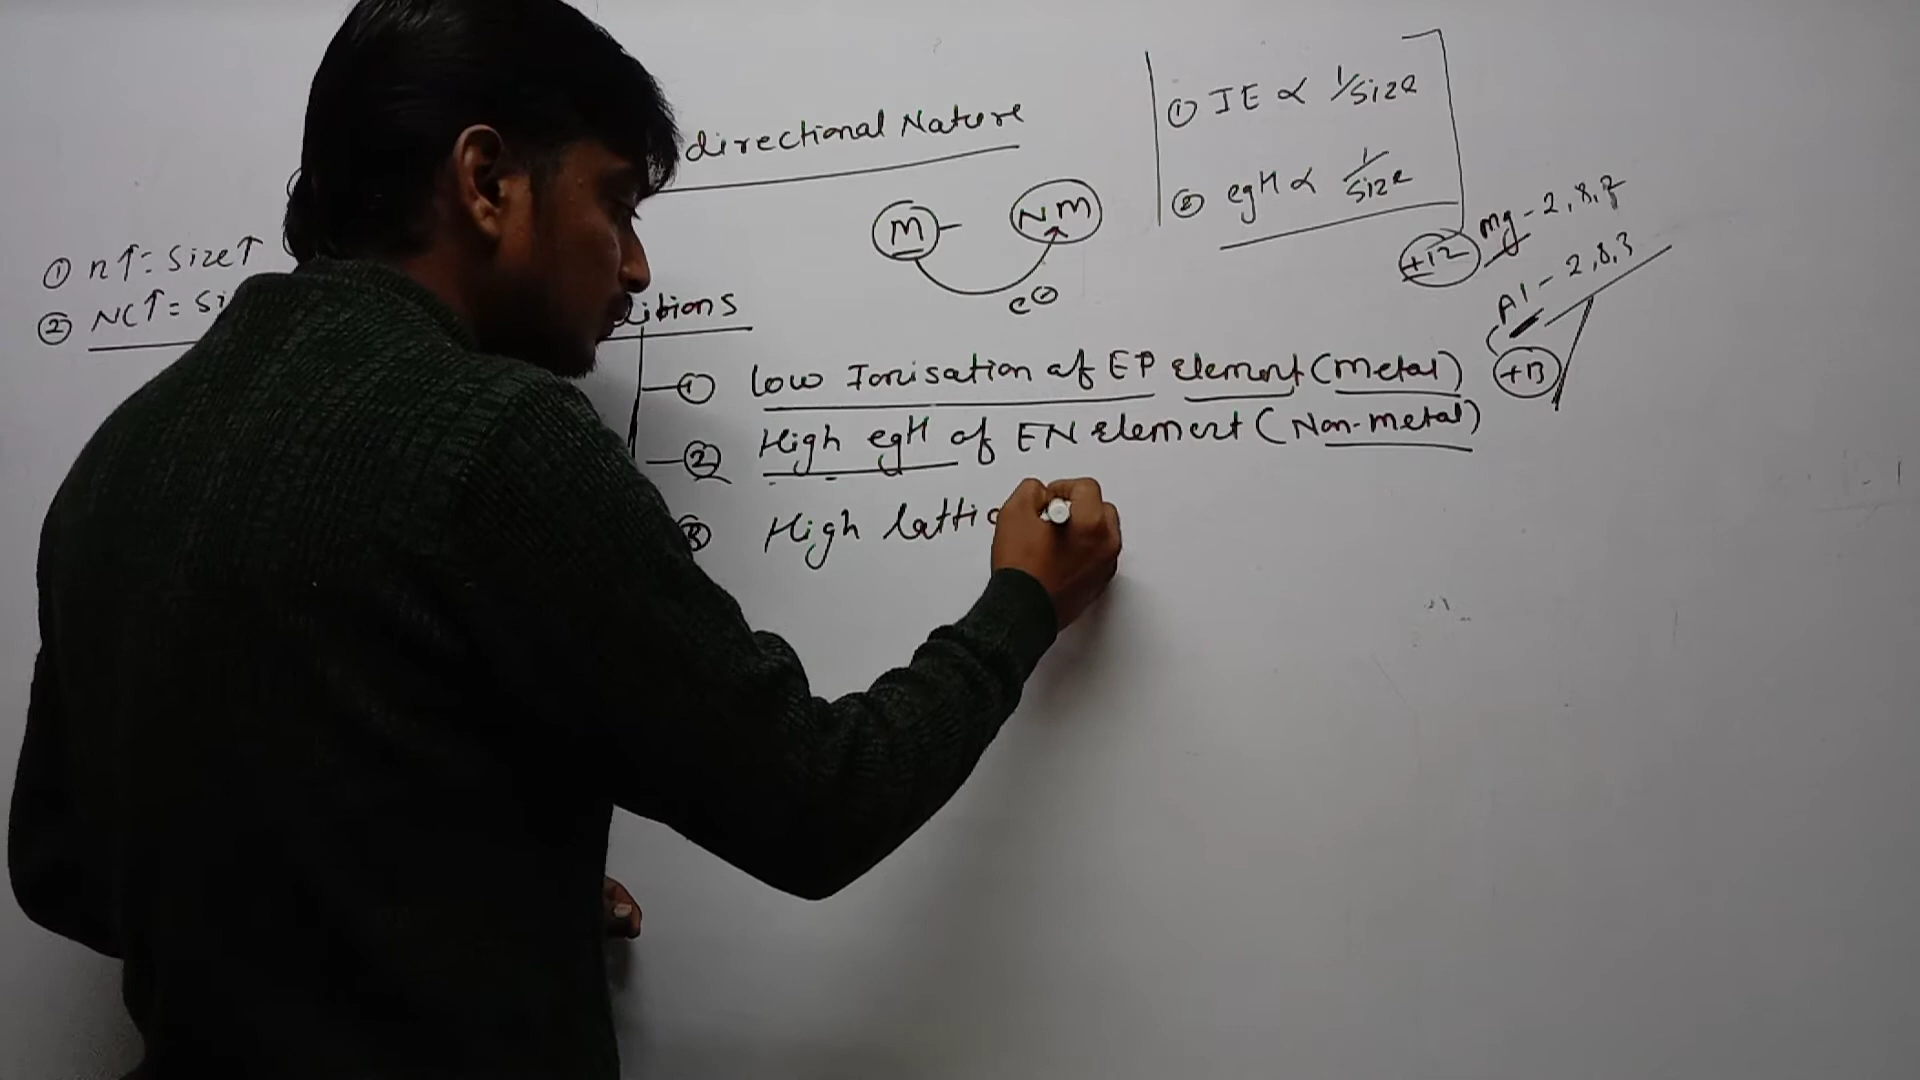 directional Nature
① IE ∝ 1/Size
② egH ∝ 1/Size
M - NM
e⊖
+12 mg - 2,8,2
Al - 2,8,3
+13
① n↑ = Size↑
② NC↑ = Si
ditions
① low Ionisation of EP element (metal)
② High egH of EN element (Non-metal)
③ High lattic